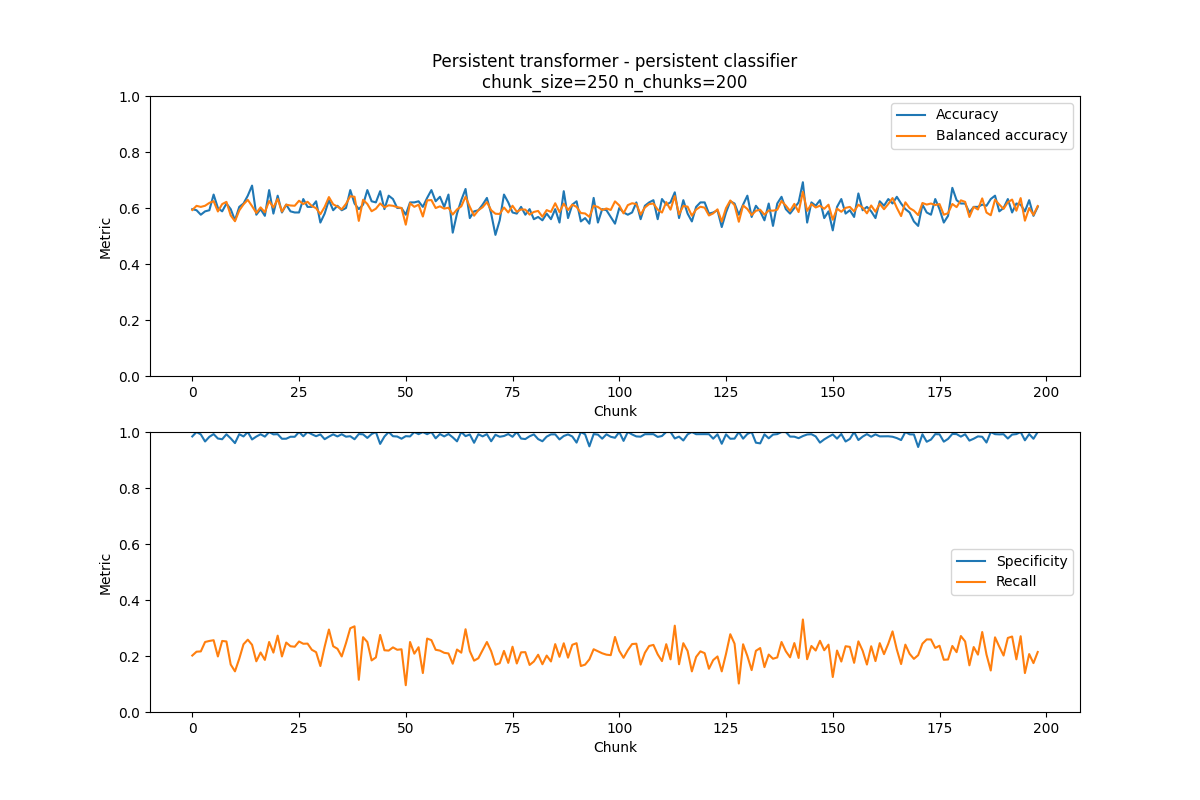 Persistent transformer - persistent classifier
chunk_size=250 n_chunks=200
1.0
0.8
0.6
0.4
0.2
0.0
Metric
Accuracy
Balanced accuracy
0 25 50 75 100 125 150 175 200
Chunk
1.0
0.8
0.6
0.4
0.2
0.0
Metric
Specificity
Recall
0 25 50 75 100 125 150 175 200
Chunk